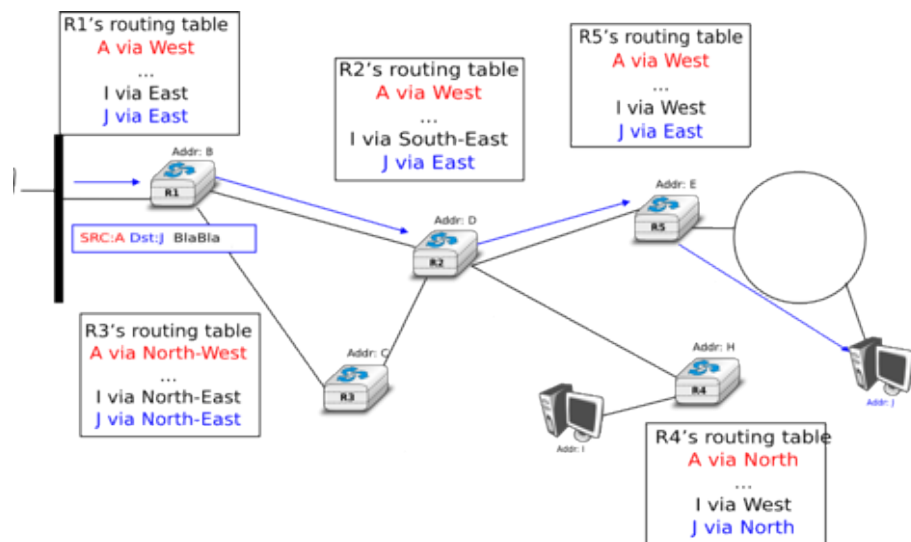 R1's routing table
A via West
...
I via East
J via East
R2's routing table
A via West
...
I via South-East
J via East
R5's routing table
A via West
...
I via West
J via East
Addr: B
R1
SRC:A Dst:J BlaBla
Addr: D
R2
Addr: E
R5
R3's routing table
A via North-West
...
I via North-East
J via North-East
Addr: C
R3
Addr: H
R4
Addr: I
Addr: J
R4's routing table
A via North
...
I via West
J via North